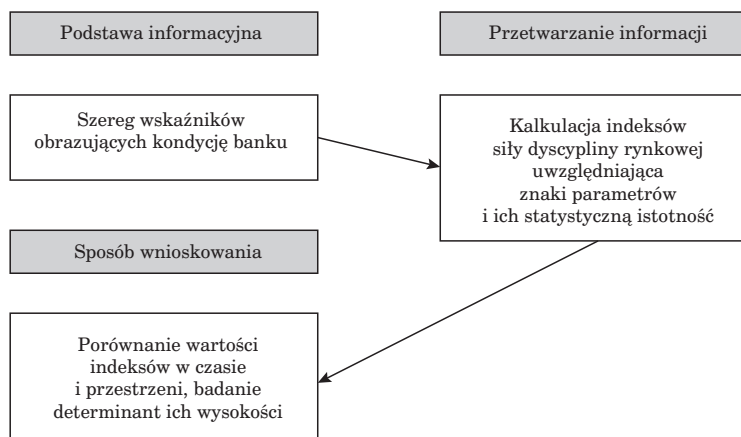 Podstawa informacyjna
Przetwarzanie informacji
Szereg wskaźników
obrazujących kondycję banku
Kalkulacja indeksów
siły dyscypliny rynkowej
uwzględniająca
znaki parametrów
i ich statystyczną istotność
Sposób wnioskowania
Porównanie wartości
indeksów w czasie
i przestrzeni, badanie
determinant ich wysokości